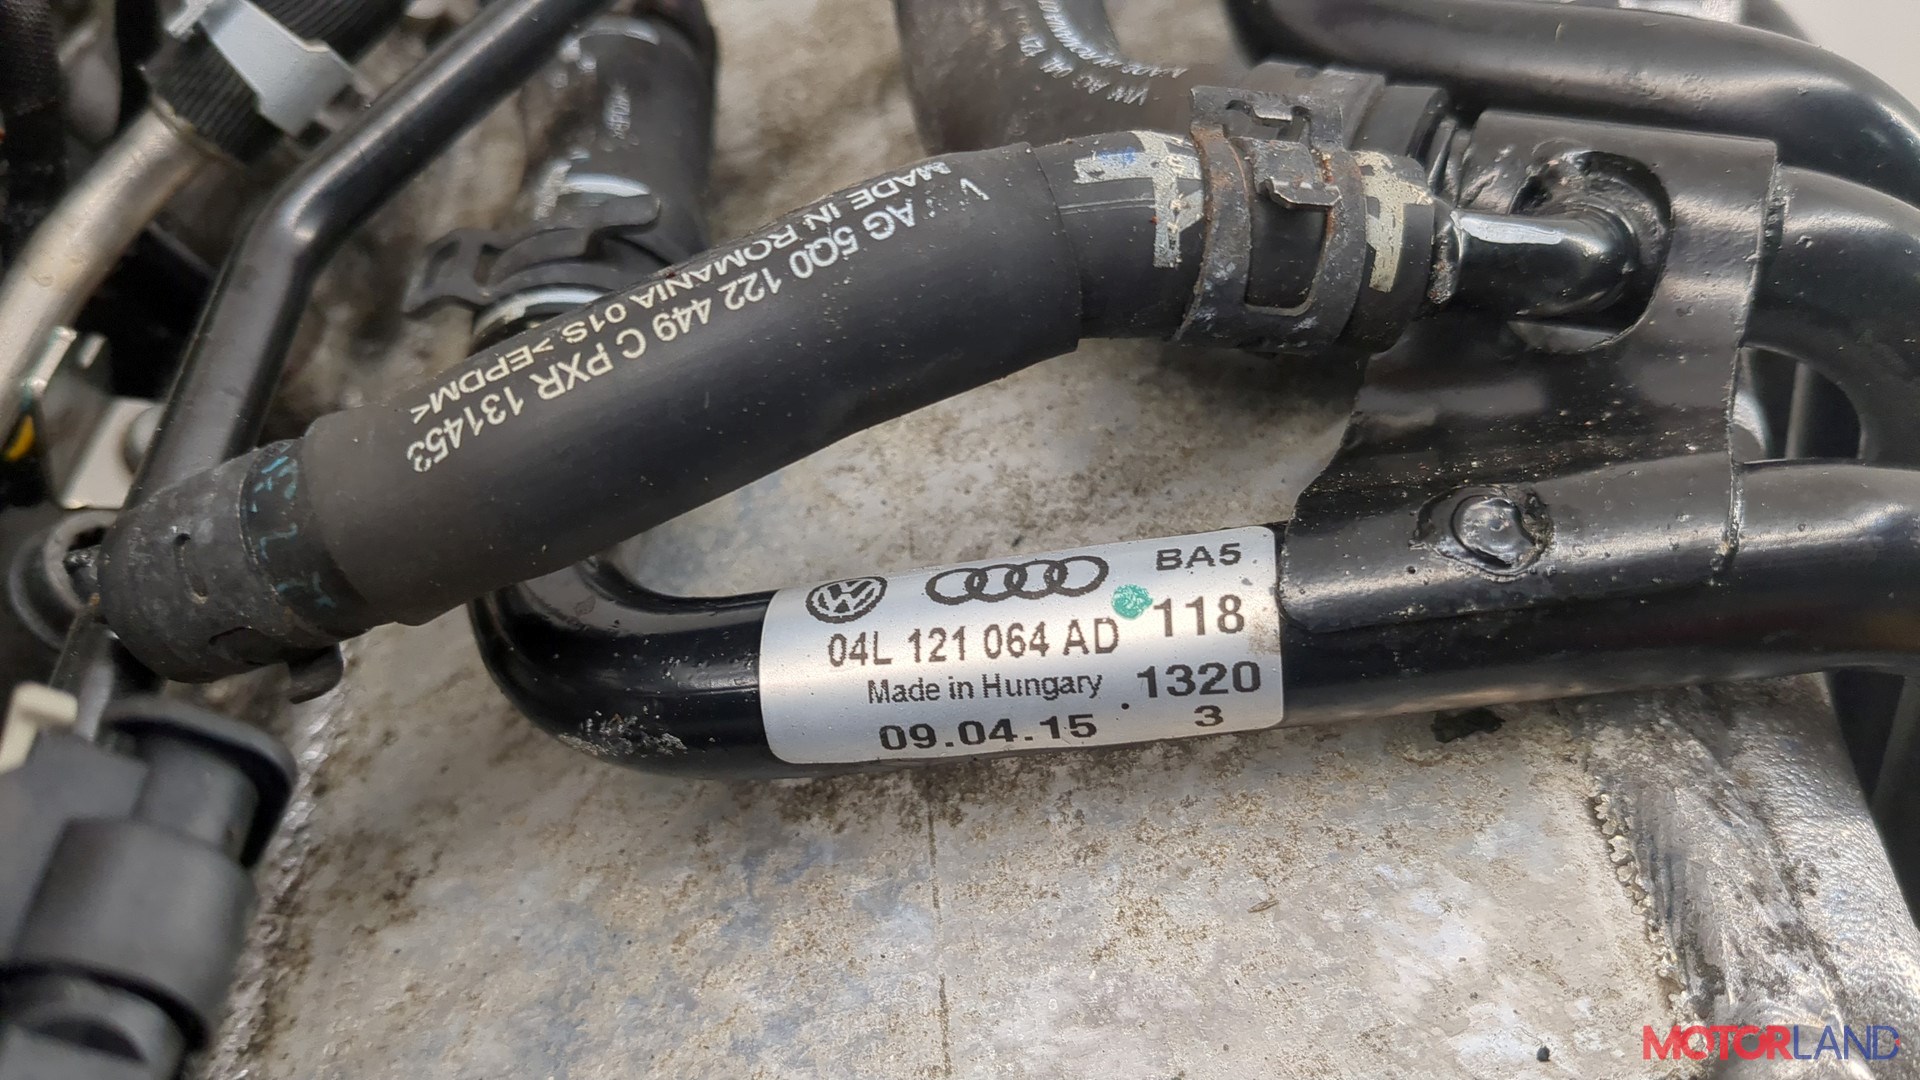 V AG 5Q0 122 449 C PXR 131453
MADE IN ROMANIA 01S >EPDM<
BA5
04L 121 064 AD 118
Made in Hungary 1320
09.04.15 3
MOTORLAND